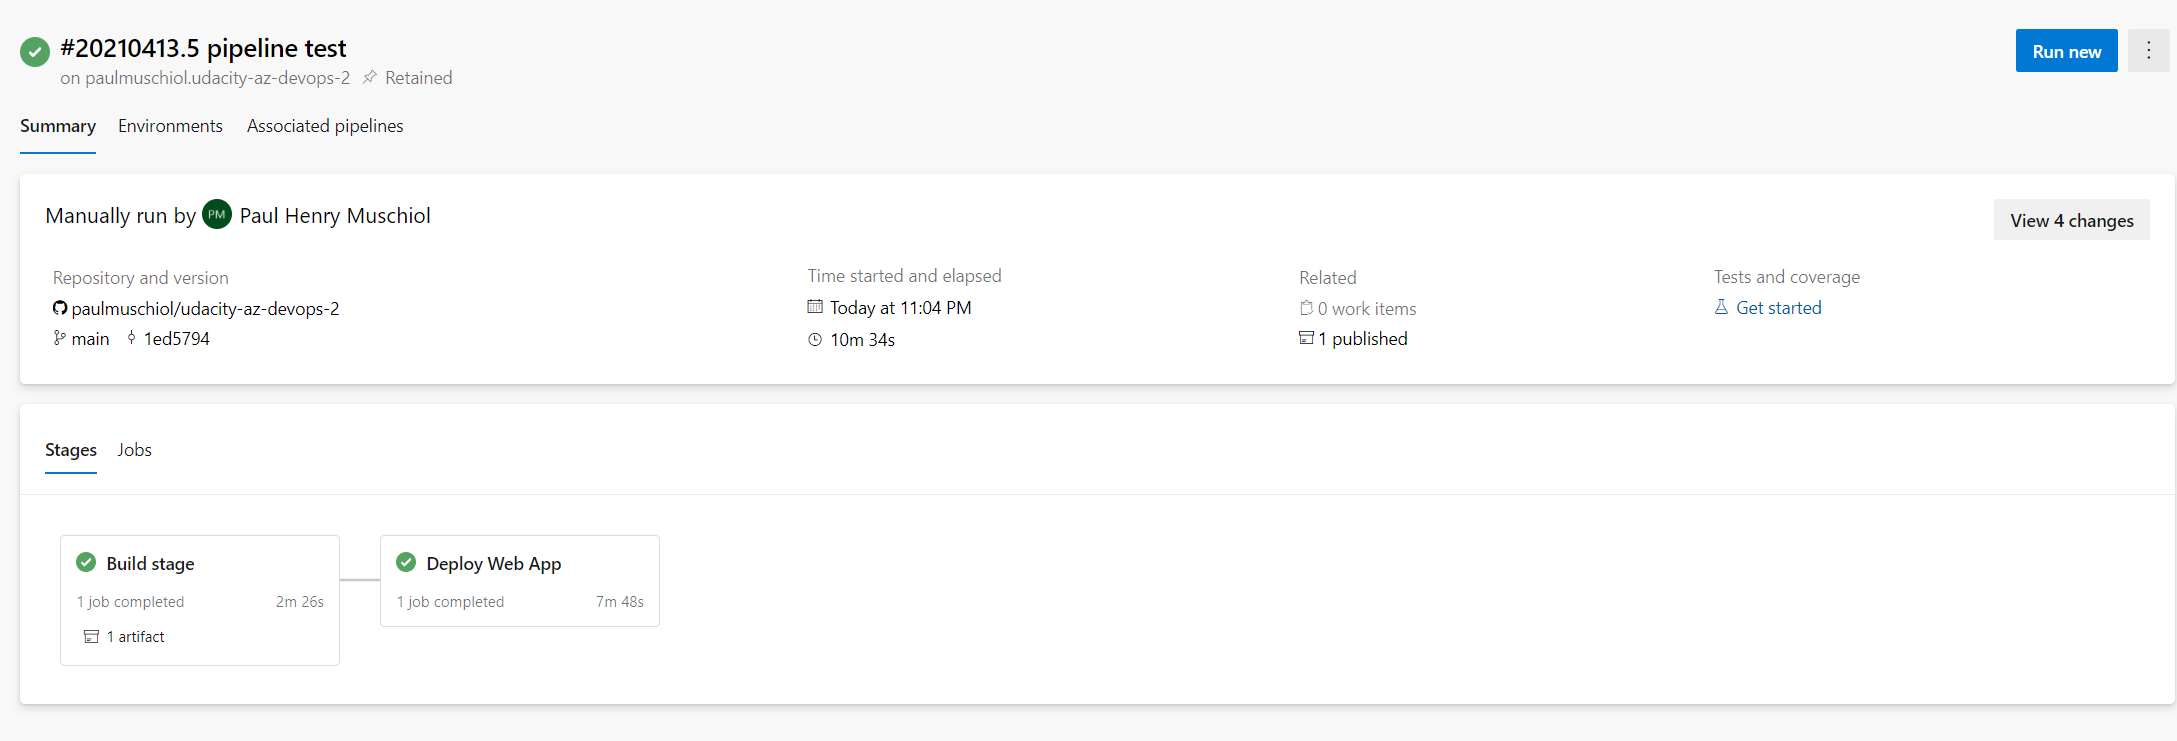 #20210413.5 pipeline test
on paulmuschiol.udacity-az-devops-2 Retained
Run new
Summary Environments Associated pipelines
Manually run by PM Paul Henry Muschiol
View 4 changes
Repository and version
paulmuschiol/udacity-az-devops-2
main 1ed5794
Time started and elapsed
Today at 11:04 PM
10m 34s
Related
0 work items
1 published
Tests and coverage
Get started
Stages Jobs
Build stage
1 job completed 2m 26s
1 artifact
Deploy Web App
1 job completed 7m 48s